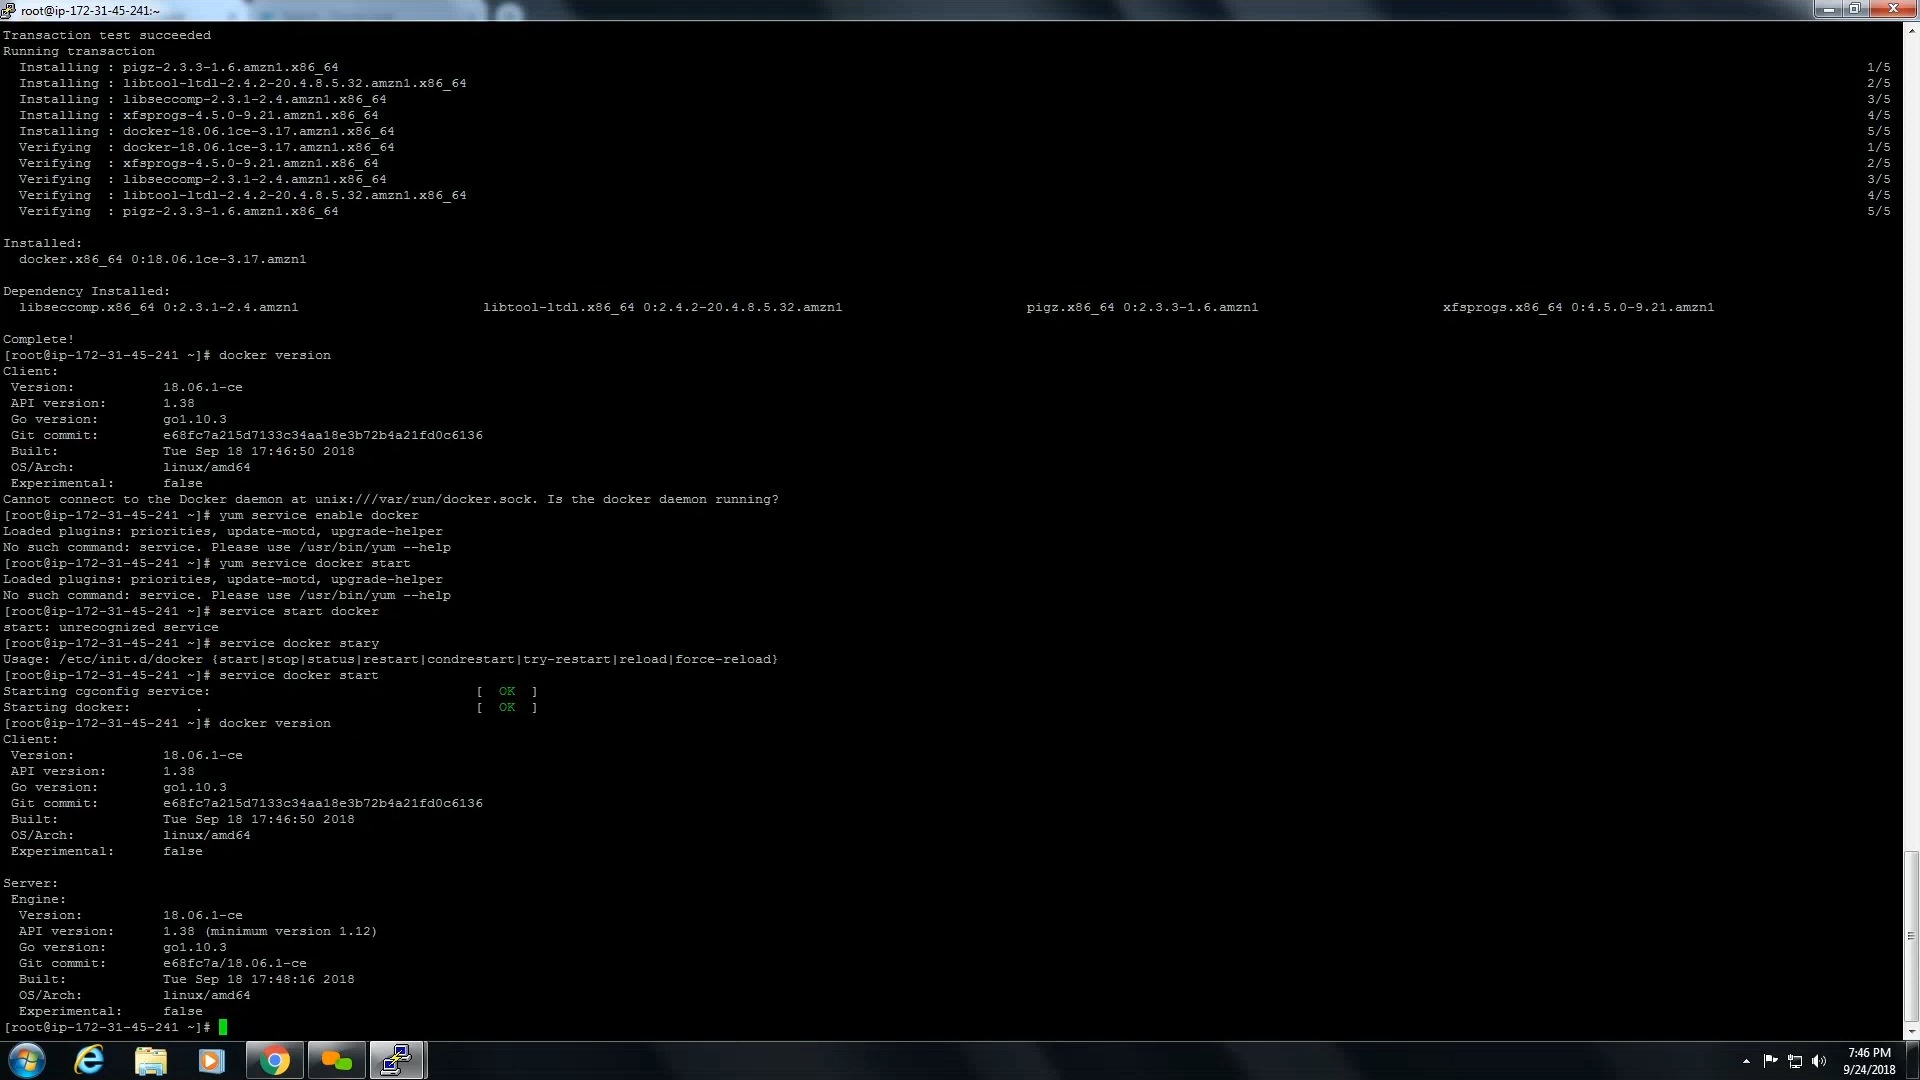 root@ip-172-31-45-241:~
Transaction test succeeded
Running transaction
  Installing : pigz-2.3.3-1.6.amzn1.x86_64 1/5
  Installing : libtool-ltdl-2.4.2-20.4.8.5.32.amzn1.x86_64 2/5
  Installing : libseccomp-2.3.1-2.4.amzn1.x86_64 3/5
  Installing : xfsprogs-4.5.0-9.21.amzn1.x86_64 4/5
  Installing : docker-18.06.1ce-3.17.amzn1.x86_64 5/5
  Verifying  : docker-18.06.1ce-3.17.amzn1.x86_64 1/5
  Verifying  : xfsprogs-4.5.0-9.21.amzn1.x86_64 2/5
  Verifying  : libseccomp-2.3.1-2.4.amzn1.x86_64 3/5
  Verifying  : libtool-ltdl-2.4.2-20.4.8.5.32.amzn1.x86_64 4/5
  Verifying  : pigz-2.3.3-1.6.amzn1.x86_64 5/5
Installed:
  docker.x86_64 0:18.06.1ce-3.17.amzn1
Dependency Installed:
  libseccomp.x86_64 0:2.3.1-2.4.amzn1 libtool-ltdl.x86_64 0:2.4.2-20.4.8.5.32.amzn1 pigz.x86_64 0:2.3.3-1.6.amzn1 xfsprogs.x86_64 0:4.5.0-9.21.amzn1
Complete!
[root@ip-172-31-45-241 ~]# docker version
Client:
 Version: 18.06.1-ce
 API version: 1.38
 Go version: go1.10.3
 Git commit: e68fc7a215d7133c34aa18e3b72b4a21fd0c6136
 Built: Tue Sep 18 17:46:50 2018
 OS/Arch: linux/amd64
 Experimental: false
Cannot connect to the Docker daemon at unix:///var/run/docker.sock. Is the docker daemon running?
[root@ip-172-31-45-241 ~]# yum service enable docker
Loaded plugins: priorities, update-motd, upgrade-helper
No such command: service. Please use /usr/bin/yum --help
[root@ip-172-31-45-241 ~]# yum service docker start
Loaded plugins: priorities, update-motd, upgrade-helper
No such command: service. Please use /usr/bin/yum --help
[root@ip-172-31-45-241 ~]# service start docker
start: unrecognized service
[root@ip-172-31-45-241 ~]# service docker stary
Usage: /etc/init.d/docker {start|stop|status|restart|condrestart|try-restart|reload|force-reload}
[root@ip-172-31-45-241 ~]# service docker start
Starting cgconfig service: [  OK  ]
Starting docker: . [  OK  ]
[root@ip-172-31-45-241 ~]# docker version
Client:
 Version: 18.06.1-ce
 API version: 1.38
 Go version: go1.10.3
 Git commit: e68fc7a215d7133c34aa18e3b72b4a21fd0c6136
 Built: Tue Sep 18 17:46:50 2018
 OS/Arch: linux/amd64
 Experimental: false
Server:
 Engine:
  Version: 18.06.1-ce
  API version: 1.38 (minimum version 1.12)
  Go version: go1.10.3
  Git commit: e68fc7a/18.06.1-ce
  Built: Tue Sep 18 17:48:16 2018
  OS/Arch: linux/amd64
  Experimental: false
[root@ip-172-31-45-241 ~]#
7:46 PM
9/24/2018